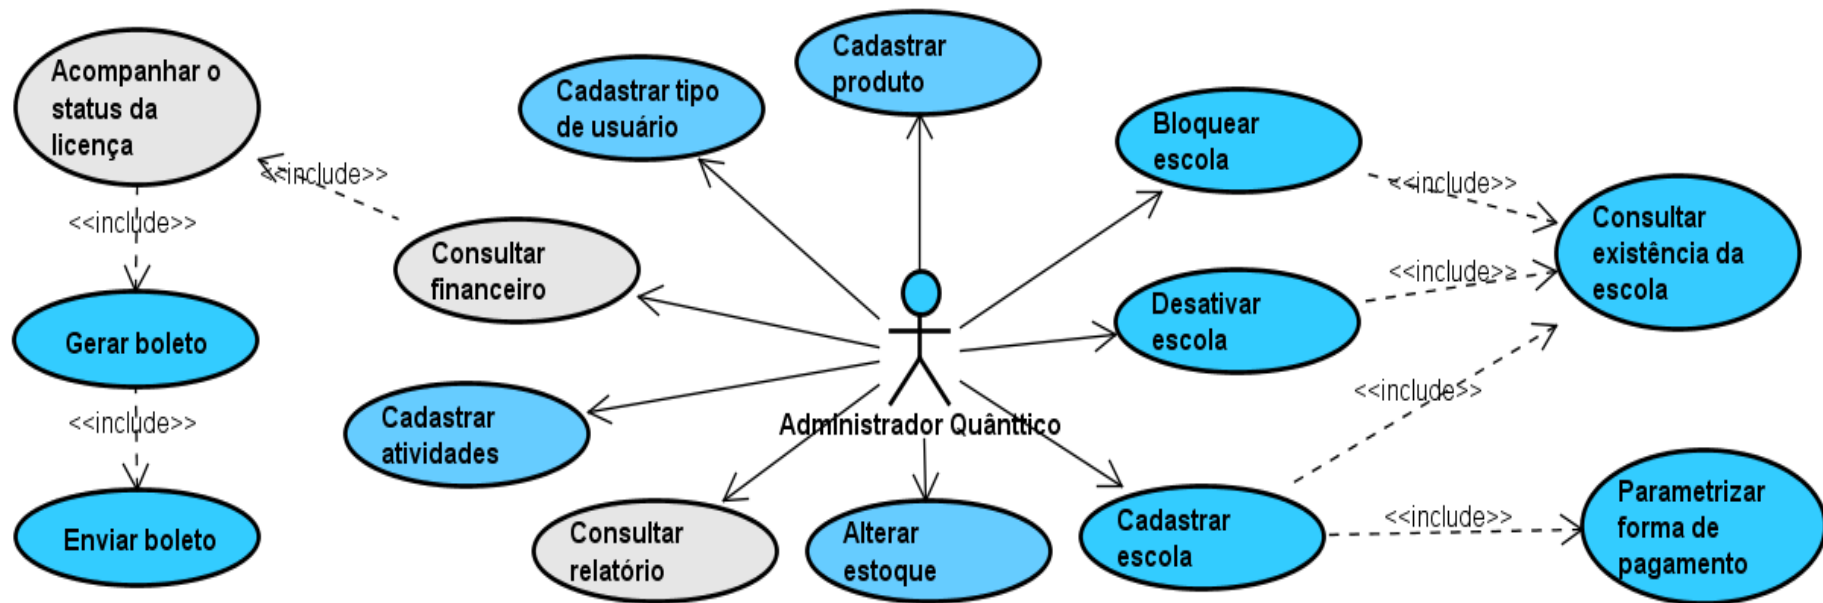 Cadastrar
produto
Acompanhar o
status da
licença
Cadastrar tipo
de usuário
Bloquear
escola
<<include>>
<<include>>
<<include>>
Consultar
existência da
escola
Consultar
financeiro
<<include>>
Desativar
escola
Gerar boleto
<<include>>
<<include>>
Cadastrar
atividades
Administrador Quânttico
Enviar boleto
Consultar
relatório
Alterar
estoque
Cadastrar
escola
<<include>>
Parametrizar
forma de
pagamento